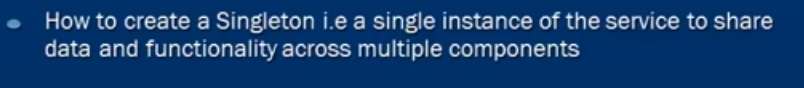 How to create a Singleton i.e a single instance of the service to share
data and functionality across multiple components